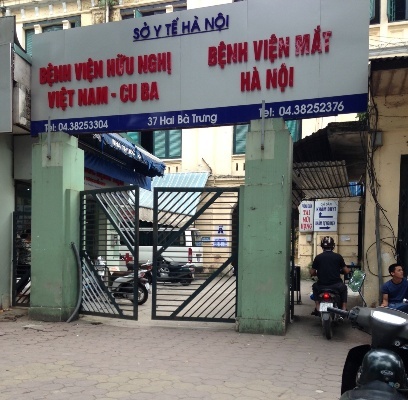 SỞ Y TẾ HÀ NỘI
BỆNH VIỆN HỮU NGHỊ
VIỆT NAM - CU BA
BỆNH VIỆN MẮT
HÀ NỘI
Tel: 04.38253304
37 Hai Bà Trưng
Tel: 04.38252376